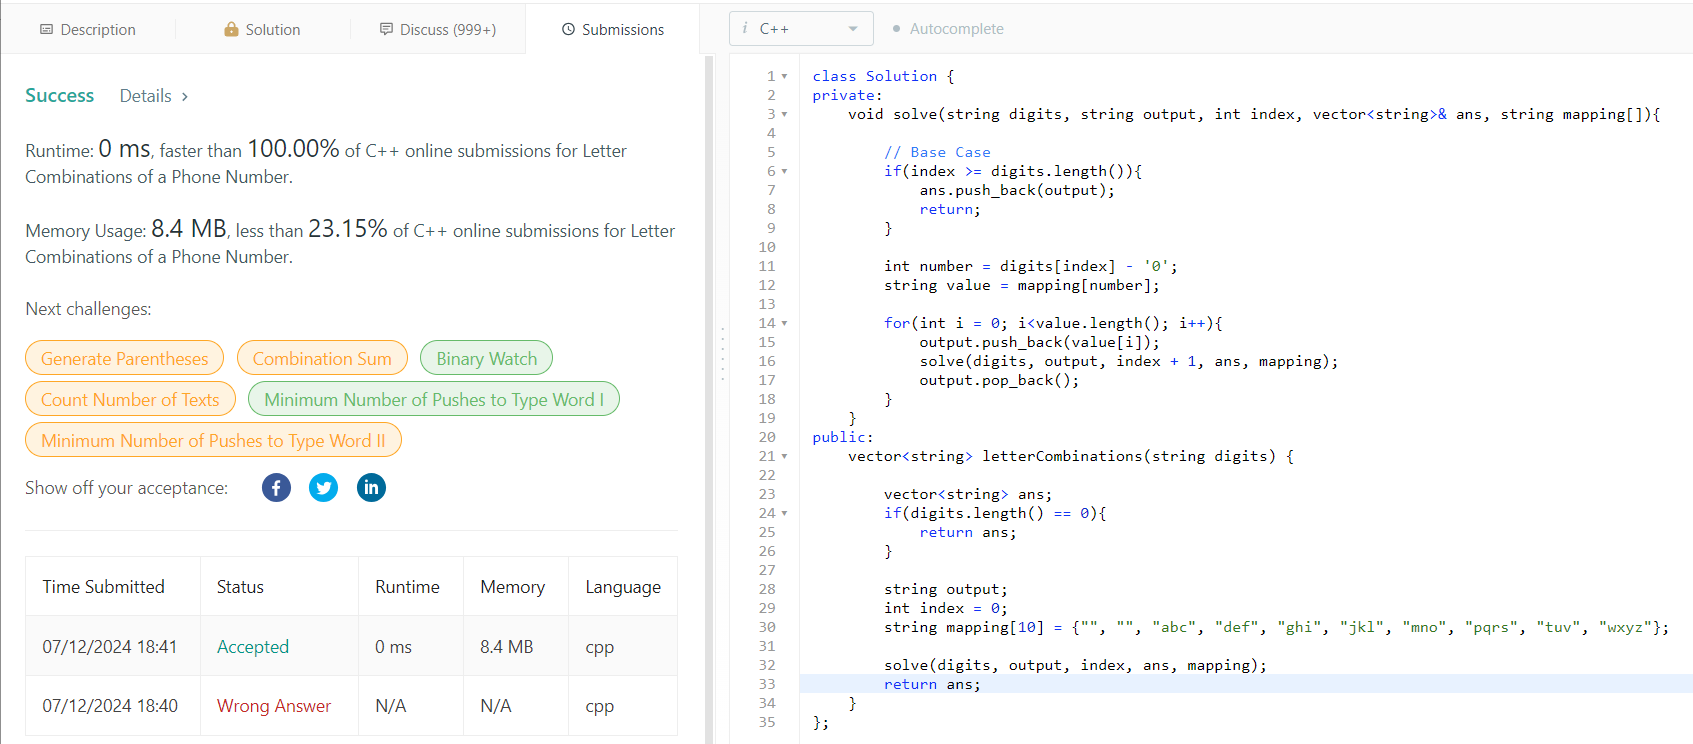 Description
Solution
Discuss (999+)
Submissions
Success Details >
Runtime: 0 ms, faster than 100.00% of C++ online submissions for Letter
Combinations of a Phone Number.
Memory Usage: 8.4 MB, less than 23.15% of C++ online submissions for Letter
Combinations of a Phone Number.
Next challenges:
Generate Parentheses
Combination Sum
Binary Watch
Count Number of Texts
Minimum Number of Pushes to Type Word I
Minimum Number of Pushes to Type Word II
Show off your acceptance:
Time Submitted Status Runtime Memory Language
07/12/2024 18:41 Accepted 0 ms 8.4 MB cpp
07/12/2024 18:40 Wrong Answer N/A N/A cpp
i C++
Autocomplete
1 class Solution {
2 private:
3     void solve(string digits, string output, int index, vector<string>& ans, string mapping[]){
4
5         // Base Case
6         if(index >= digits.length()){
7             ans.push_back(output);
8             return;
9         }
10
11         int number = digits[index] - '0';
12         string value = mapping[number];
13
14         for(int i = 0; i<value.length(); i++){
15             output.push_back(value[i]);
16             solve(digits, output, index + 1, ans, mapping);
17             output.pop_back();
18         }
19     }
20 public:
21     vector<string> letterCombinations(string digits) {
22
23         vector<string> ans;
24         if(digits.length() == 0){
25             return ans;
26         }
27
28         string output;
29         int index = 0;
30         string mapping[10] = {"", "", "abc", "def", "ghi", "jkl", "mno", "pqrs", "tuv", "wxyz"};
31
32         solve(digits, output, index, ans, mapping);
33         return ans;
34     }
35 };